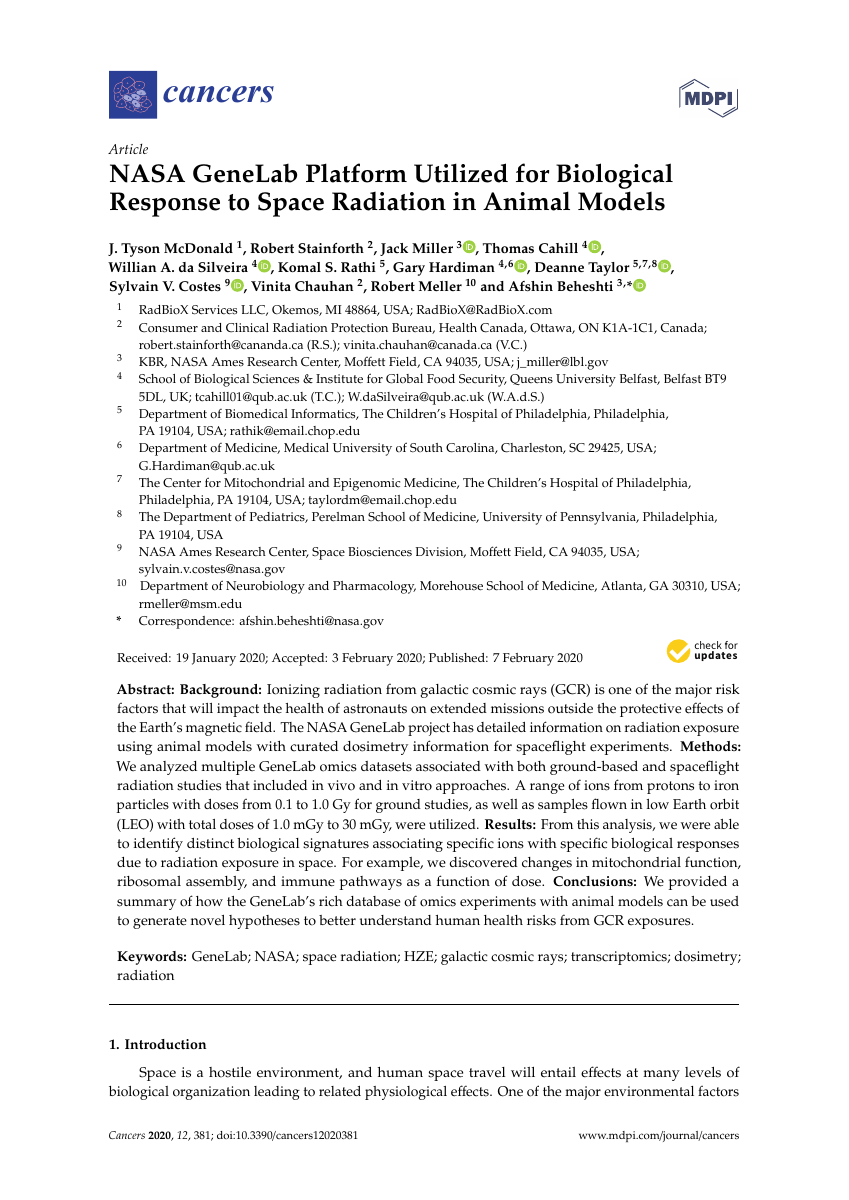 cancers
MDPI
Article
NASA GeneLab Platform Utilized for Biological
Response to Space Radiation in Animal Models
J. Tyson McDonald 1, Robert Stainforth 2, Jack Miller 3 iD, Thomas Cahill 4 iD,
Willian A. da Silveira 4 iD, Komal S. Rathi 5, Gary Hardiman 4,6 iD, Deanne Taylor 5,7,8 iD,
Sylvain V. Costes 9 iD, Vinita Chauhan 2, Robert Meller 10 and Afshin Beheshti 3,* iD
1 RadBioX Services LLC, Okemos, MI 48864, USA; RadBioX@RadBioX.com
2 Consumer and Clinical Radiation Protection Bureau, Health Canada, Ottawa, ON K1A-1C1, Canada;
robert.stainforth@cananda.ca (R.S.); vinita.chauhan@canada.ca (V.C.)
3 KBR, NASA Ames Research Center, Moffett Field, CA 94035, USA; j_miller@lbl.gov
4 School of Biological Sciences & Institute for Global Food Security, Queens University Belfast, Belfast BT9
5DL, UK; tcahill01@qub.ac.uk (T.C.); W.daSilveira@qub.ac.uk (W.A.d.S.)
5 Department of Biomedical Informatics, The Children's Hospital of Philadelphia, Philadelphia,
PA 19104, USA; rathik@email.chop.edu
6 Department of Medicine, Medical University of South Carolina, Charleston, SC 29425, USA;
G.Hardiman@qub.ac.uk
7 The Center for Mitochondrial and Epigenomic Medicine, The Children's Hospital of Philadelphia,
Philadelphia, PA 19104, USA; taylordm@email.chop.edu
8 The Department of Pediatrics, Perelman School of Medicine, University of Pennsylvania, Philadelphia,
PA 19104, USA
9 NASA Ames Research Center, Space Biosciences Division, Moffett Field, CA 94035, USA;
sylvain.v.costes@nasa.gov
10 Department of Neurobiology and Pharmacology, Morehouse School of Medicine, Atlanta, GA 30310, USA;
rmeller@msm.edu
* Correspondence: afshin.beheshti@nasa.gov
Received: 19 January 2020; Accepted: 3 February 2020; Published: 7 February 2020
check for
updates
Abstract: Background: Ionizing radiation from galactic cosmic rays (GCR) is one of the major risk
factors that will impact the health of astronauts on extended missions outside the protective effects of
the Earth's magnetic field. The NASA GeneLab project has detailed information on radiation exposure
using animal models with curated dosimetry information for spaceflight experiments. Methods:
We analyzed multiple GeneLab omics datasets associated with both ground-based and spaceflight
radiation studies that included in vivo and in vitro approaches. A range of ions from protons to iron
particles with doses from 0.1 to 1.0 Gy for ground studies, as well as samples flown in low Earth orbit
(LEO) with total doses of 1.0 mGy to 30 mGy, were utilized. Results: From this analysis, we were able
to identify distinct biological signatures associating specific ions with specific biological responses
due to radiation exposure in space. For example, we discovered changes in mitochondrial function,
ribosomal assembly, and immune pathways as a function of dose. Conclusions: We provided a
summary of how the GeneLab's rich database of omics experiments with animal models can be used
to generate novel hypotheses to better understand human health risks from GCR exposures.
Keywords: GeneLab; NASA; space radiation; HZE; galactic cosmic rays; transcriptomics; dosimetry;
radiation
1. Introduction
Space is a hostile environment, and human space travel will entail effects at many levels of
biological organization leading to related physiological effects. One of the major environmental factors
Cancers 2020, 12, 381; doi:10.3390/cancers12020381
www.mdpi.com/journal/cancers